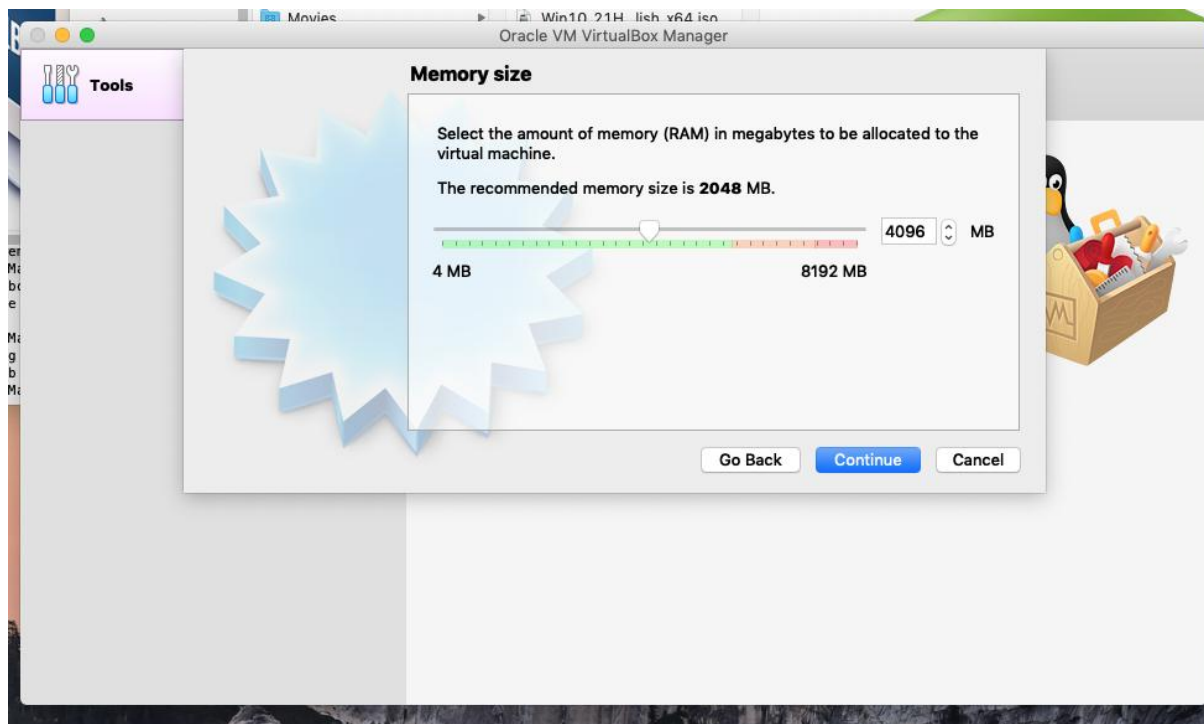 Movies
Win10_21H_lish_x64.iso
Oracle VM VirtualBox Manager
Tools
Memory size
Select the amount of memory (RAM) in megabytes to be allocated to the
virtual machine.
The recommended memory size is 2048 MB.
4096 MB
4 MB 8192 MB
Go Back Continue Cancel